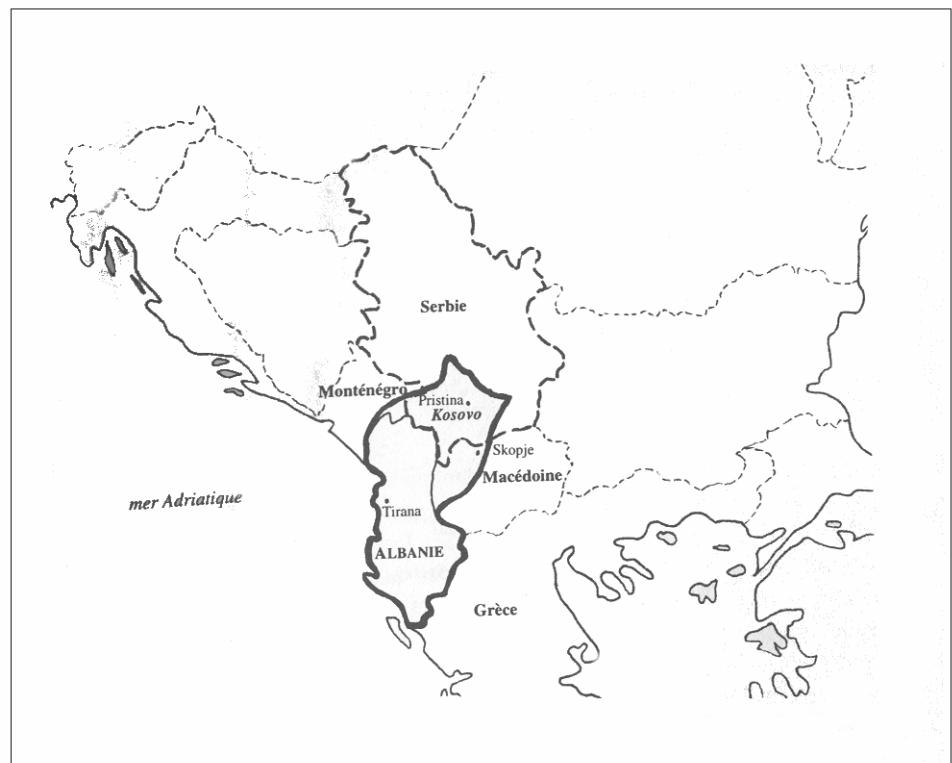 Serbie
Monténégro
Pristina
Kosovo
Skopje
Macédoine
mer Adriatique
Tirana
ALBANIE
Grèce